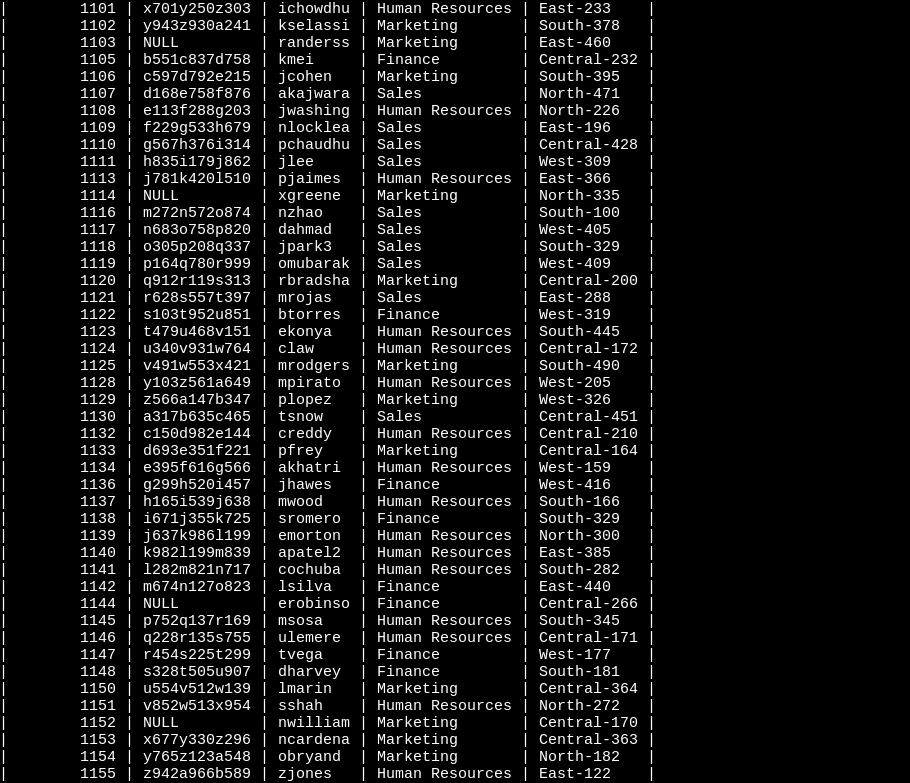 |        1101 | x701y250z303 | ichowdhu | Human Resources | East-233    |
|        1102 | y943z930a241 | kselassi | Marketing       | South-378   |
|        1103 | NULL         | randerss | Marketing       | East-460    |
|        1105 | b551c837d758 | kmei     | Finance         | Central-232 |
|        1106 | c597d792e215 | jcohen   | Marketing       | South-395   |
|        1107 | d168e758f876 | akajwara | Sales           | North-471   |
|        1108 | e113f288g203 | jwashing | Human Resources | North-226   |
|        1109 | f229g533h679 | nlocklea | Sales           | East-196    |
|        1110 | g567h376i314 | pchaudhu | Sales           | Central-428 |
|        1111 | h835i179j862 | jlee     | Sales           | West-309    |
|        1113 | j781k420l510 | pjaimes  | Human Resources | East-366    |
|        1114 | NULL         | xgreene  | Marketing       | North-335   |
|        1116 | m272n572o874 | nzhao    | Sales           | South-100   |
|        1117 | n683o758p820 | dahmad   | Sales           | West-405    |
|        1118 | o305p208q337 | jpark3   | Sales           | South-329   |
|        1119 | p164q780r999 | omubarak | Sales           | West-409    |
|        1120 | q912r119s313 | rbradsha | Marketing       | Central-200 |
|        1121 | r628s557t397 | mrojas   | Sales           | East-288    |
|        1122 | s103t952u851 | btorres  | Finance         | West-319    |
|        1123 | t479u468v151 | ekonya   | Human Resources | South-445   |
|        1124 | u340v931w764 | claw     | Human Resources | Central-172 |
|        1125 | v491w553x421 | mrodgers | Marketing       | South-490   |
|        1128 | y103z561a649 | mpirato  | Human Resources | West-205    |
|        1129 | z566a147b347 | plopez   | Marketing       | West-326    |
|        1130 | a317b635c465 | tsnow    | Sales           | Central-451 |
|        1132 | c150d982e144 | creddy   | Human Resources | Central-210 |
|        1133 | d693e351f221 | pfrey    | Marketing       | Central-164 |
|        1134 | e395f616g566 | akhatri  | Human Resources | West-159    |
|        1136 | g299h520i457 | jhawes   | Finance         | West-416    |
|        1137 | h165i539j638 | mwood    | Human Resources | South-166   |
|        1138 | i671j355k725 | sromero  | Finance         | South-329   |
|        1139 | j637k986l199 | emorton  | Human Resources | North-300   |
|        1140 | k982l199m839 | apatel2  | Human Resources | East-385    |
|        1141 | l282m821n717 | cochuba  | Human Resources | South-282   |
|        1142 | m674n127o823 | lsilva   | Finance         | East-440    |
|        1144 | NULL         | erobinso | Finance         | Central-266 |
|        1145 | p752q137r169 | msosa    | Human Resources | South-345   |
|        1146 | q228r135s755 | ulemere  | Human Resources | Central-171 |
|        1147 | r454s225t299 | tvega    | Finance         | West-177    |
|        1148 | s328t505u907 | dharvey  | Finance         | South-181   |
|        1150 | u554v512w139 | lmarin   | Marketing       | Central-364 |
|        1151 | v852w513x954 | sshah    | Human Resources | North-272   |
|        1152 | NULL         | nwilliam | Marketing       | Central-170 |
|        1153 | x677y330z296 | ncardena | Marketing       | Central-363 |
|        1154 | y765z123a548 | obryand  | Marketing       | North-182   |
|        1155 | z942a966b589 | zjones   | Human Resources | East-122    |